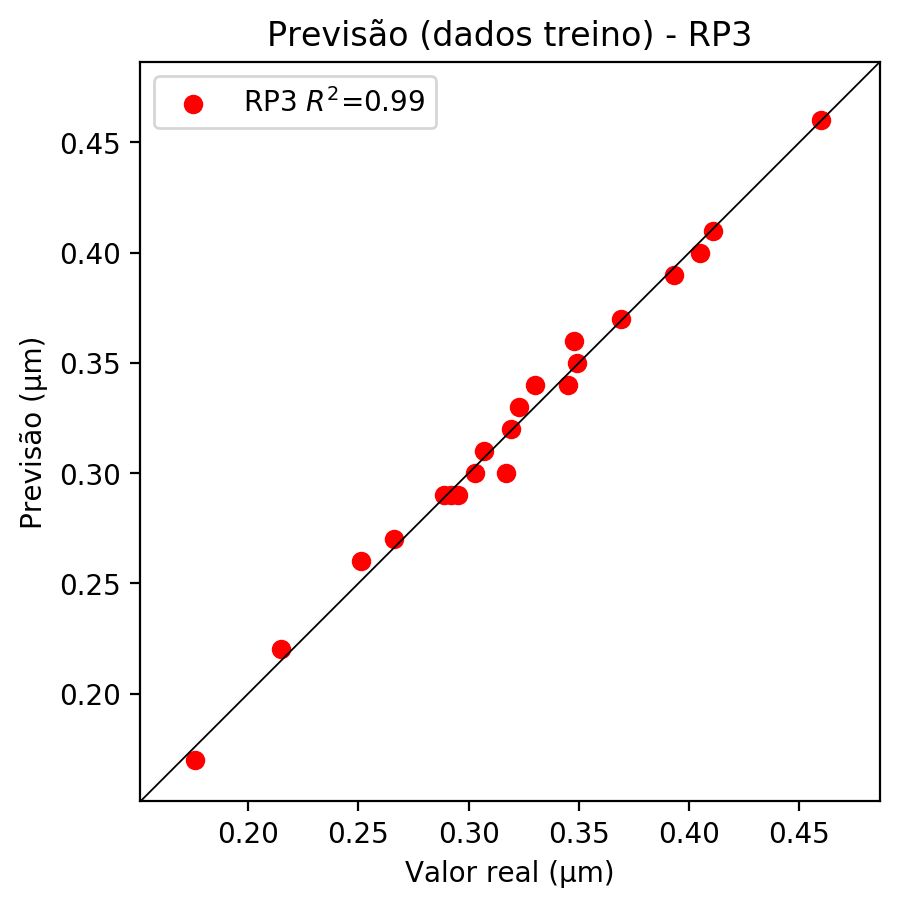 Previsão (dados treino) - RP3
RP3 R²=0.99
Previsão (µm)
0.45
0.40
0.35
0.30
0.25
0.20
0.20 0.25 0.30 0.35 0.40 0.45
Valor real (µm)